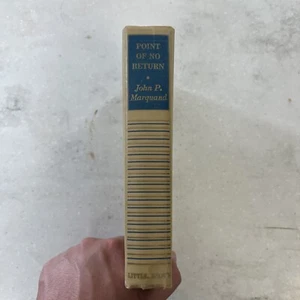 POINT
OF NO
RETURN
John P.
Marquand
LITTLE, BROWN